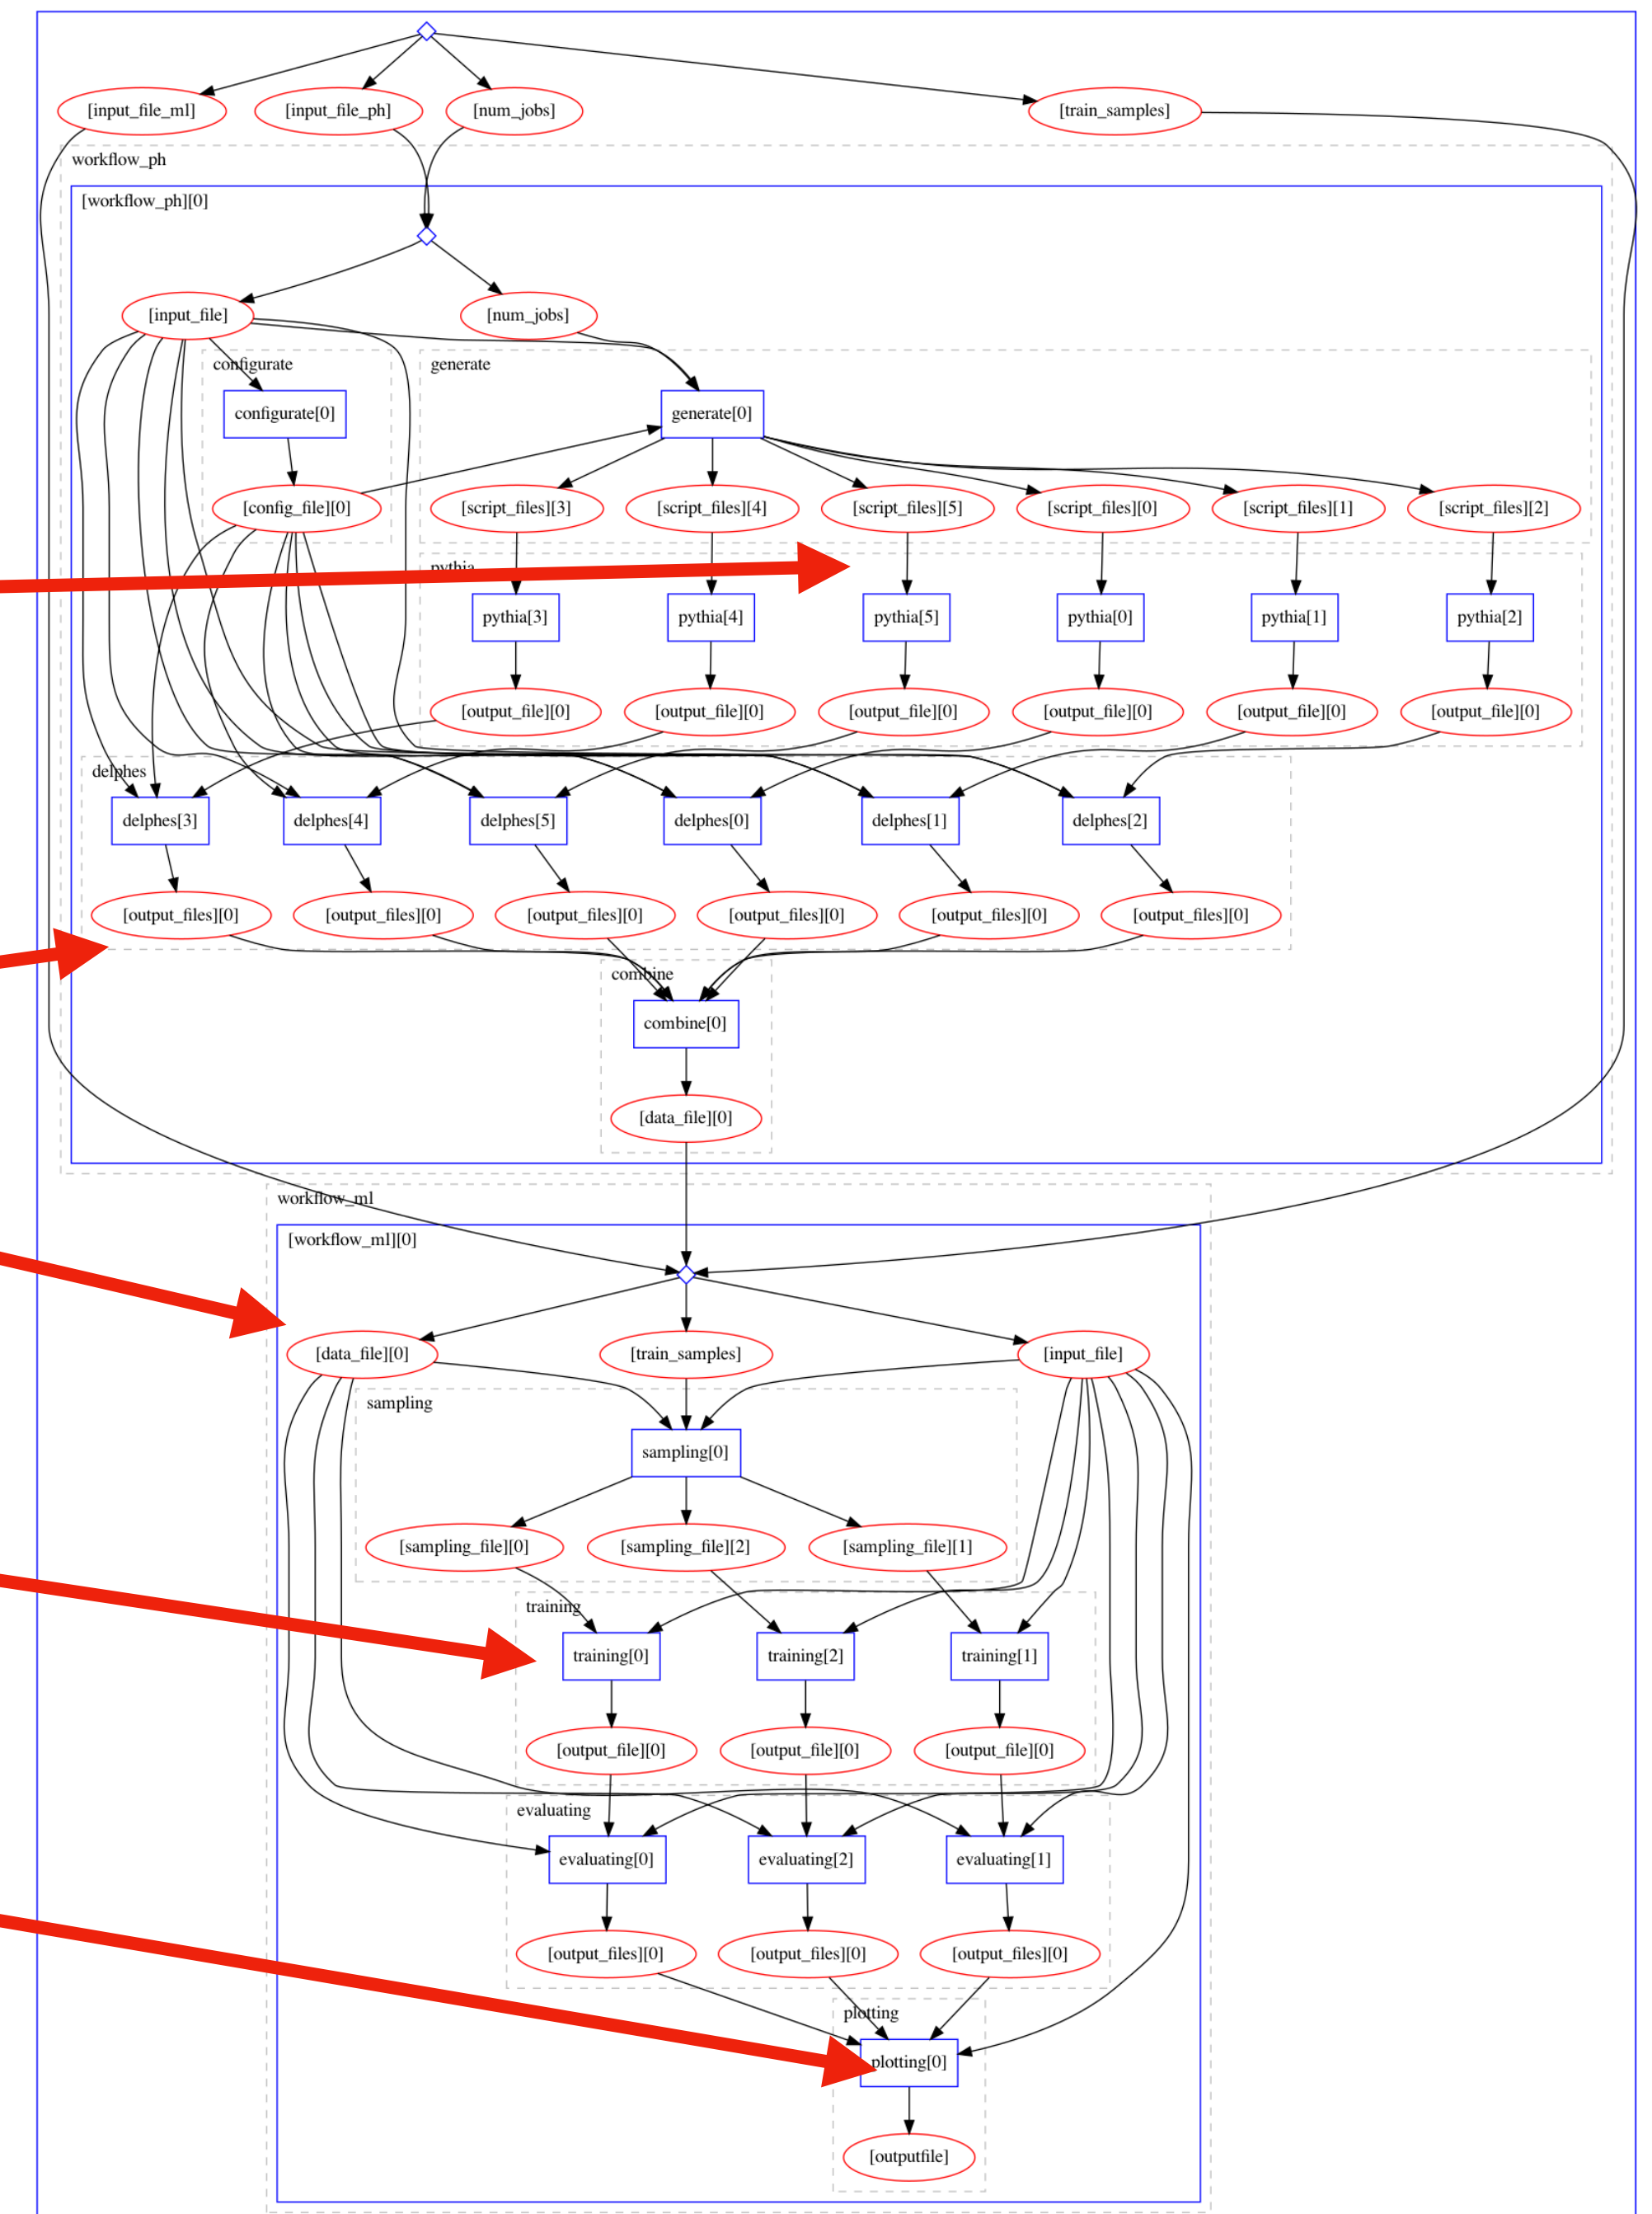 [input_file_ml]
[input_file_ph]
[num_jobs]
[train_samples]
workflow_ph
[workflow_ph][0]
[input_file]
[num_jobs]
configurate
generate
configurate[0]
generate[0]
[config_file][0]
[script_files][3]
[script_files][4]
[script_files][5]
[script_files][0]
[script_files][1]
[script_files][2]
pythia
pythia[3]
pythia[4]
pythia[5]
pythia[0]
pythia[1]
pythia[2]
[output_file][0]
[output_file][0]
[output_file][0]
[output_file][0]
[output_file][0]
[output_file][0]
delphes
delphes[3]
delphes[4]
delphes[5]
delphes[0]
delphes[1]
delphes[2]
[output_files][0]
[output_files][0]
[output_files][0]
[output_files][0]
[output_files][0]
[output_files][0]
combine
combine[0]
[data_file][0]
workflow_ml
[workflow_ml][0]
[data_file][0]
[train_samples]
[input_file]
sampling
sampling[0]
[sampling_file][0]
[sampling_file][2]
[sampling_file][1]
training
training[0]
training[2]
training[1]
[output_file][0]
[output_file][0]
[output_file][0]
evaluating
evaluating[0]
evaluating[2]
evaluating[1]
[output_files][0]
[output_files][0]
[output_files][0]
plotting
plotting[0]
[outputfile]